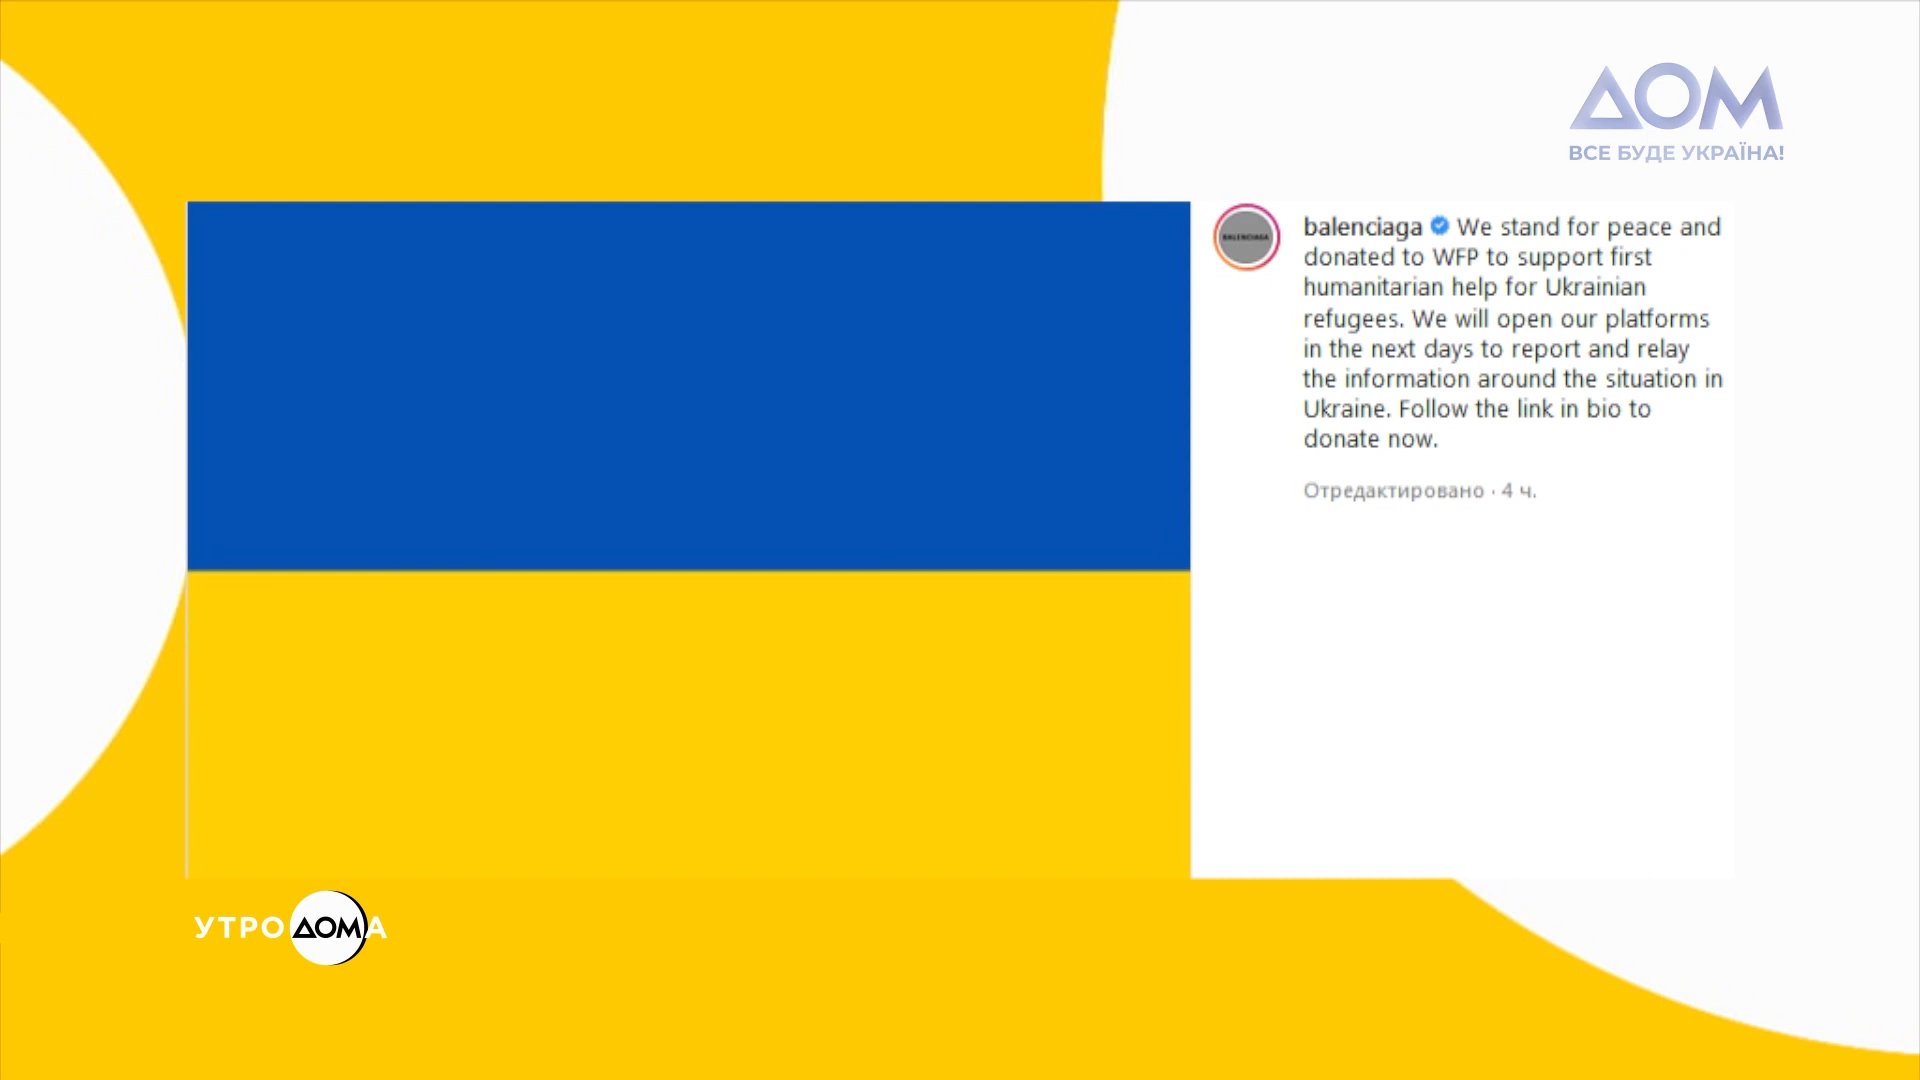 ДОМ
ВСЕ БУДЕ УКРАЇНА!
BALENCIAGA
balenciaga We stand for peace and
donated to WFP to support first
humanitarian help for Ukrainian
refugees. We will open our platforms
in the next days to report and relay
the information around the situation in
Ukraine. Follow the link in bio to
donate now.
Отредактировано · 4 ч.
УТРО ДОМА